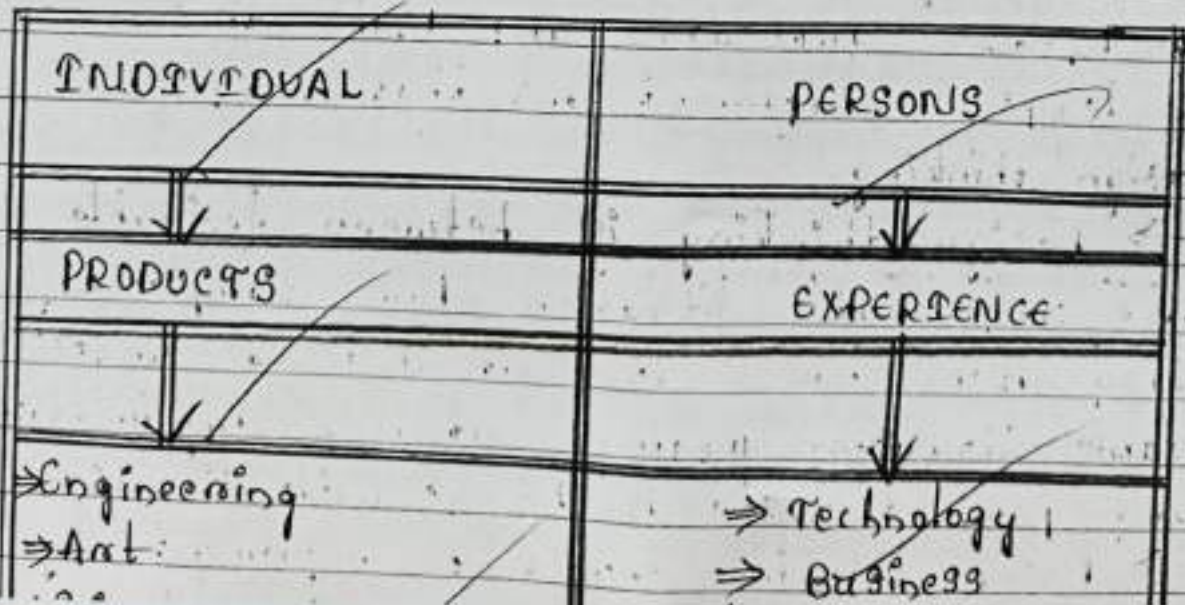 INDIVIDUAL
PERSONS
PRODUCTS
EXPERIENCE
⇒Engineering
⇒ Technology
⇒Art
⇒ Business